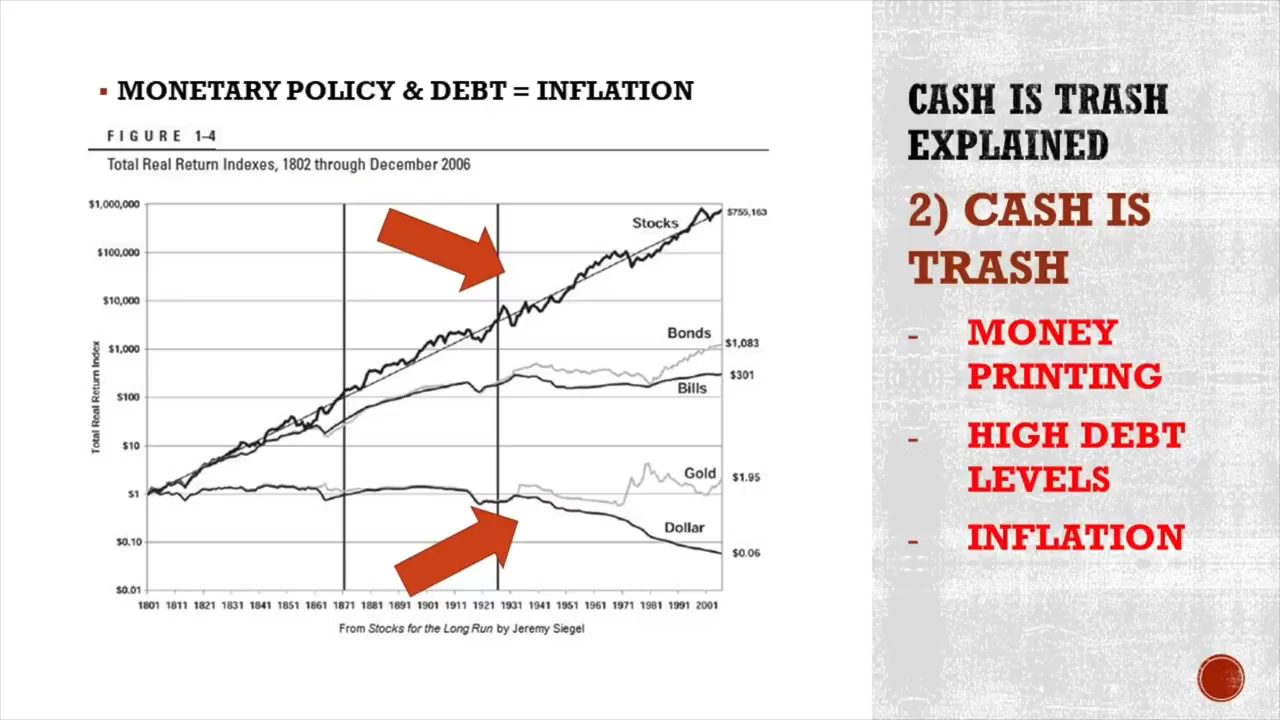 ▪ MONETARY POLICY & DEBT = INFLATION
FIGURE 1–4
Total Real Return Indexes, 1802 through December 2006
Total Real Return Index
$1,000,000
$100,000
$10,000
$1,000
$100
$10
$1
$0.10
$0.01
Stocks
$755,163
Bonds
$1,083
$301
Bills
Gold
$1.95
Dollar
$0.06
1801 1811 1821 1831 1841 1851 1861 1871 1881 1891 1901 1911 1921 1931 1941 1951 1961 1971 1981 1991 2001
From Stocks for the Long Run by Jeremy Siegel
CASH IS TRASH
EXPLAINED
2) CASH IS
TRASH
- MONEY
PRINTING
- HIGH DEBT
LEVELS
- INFLATION